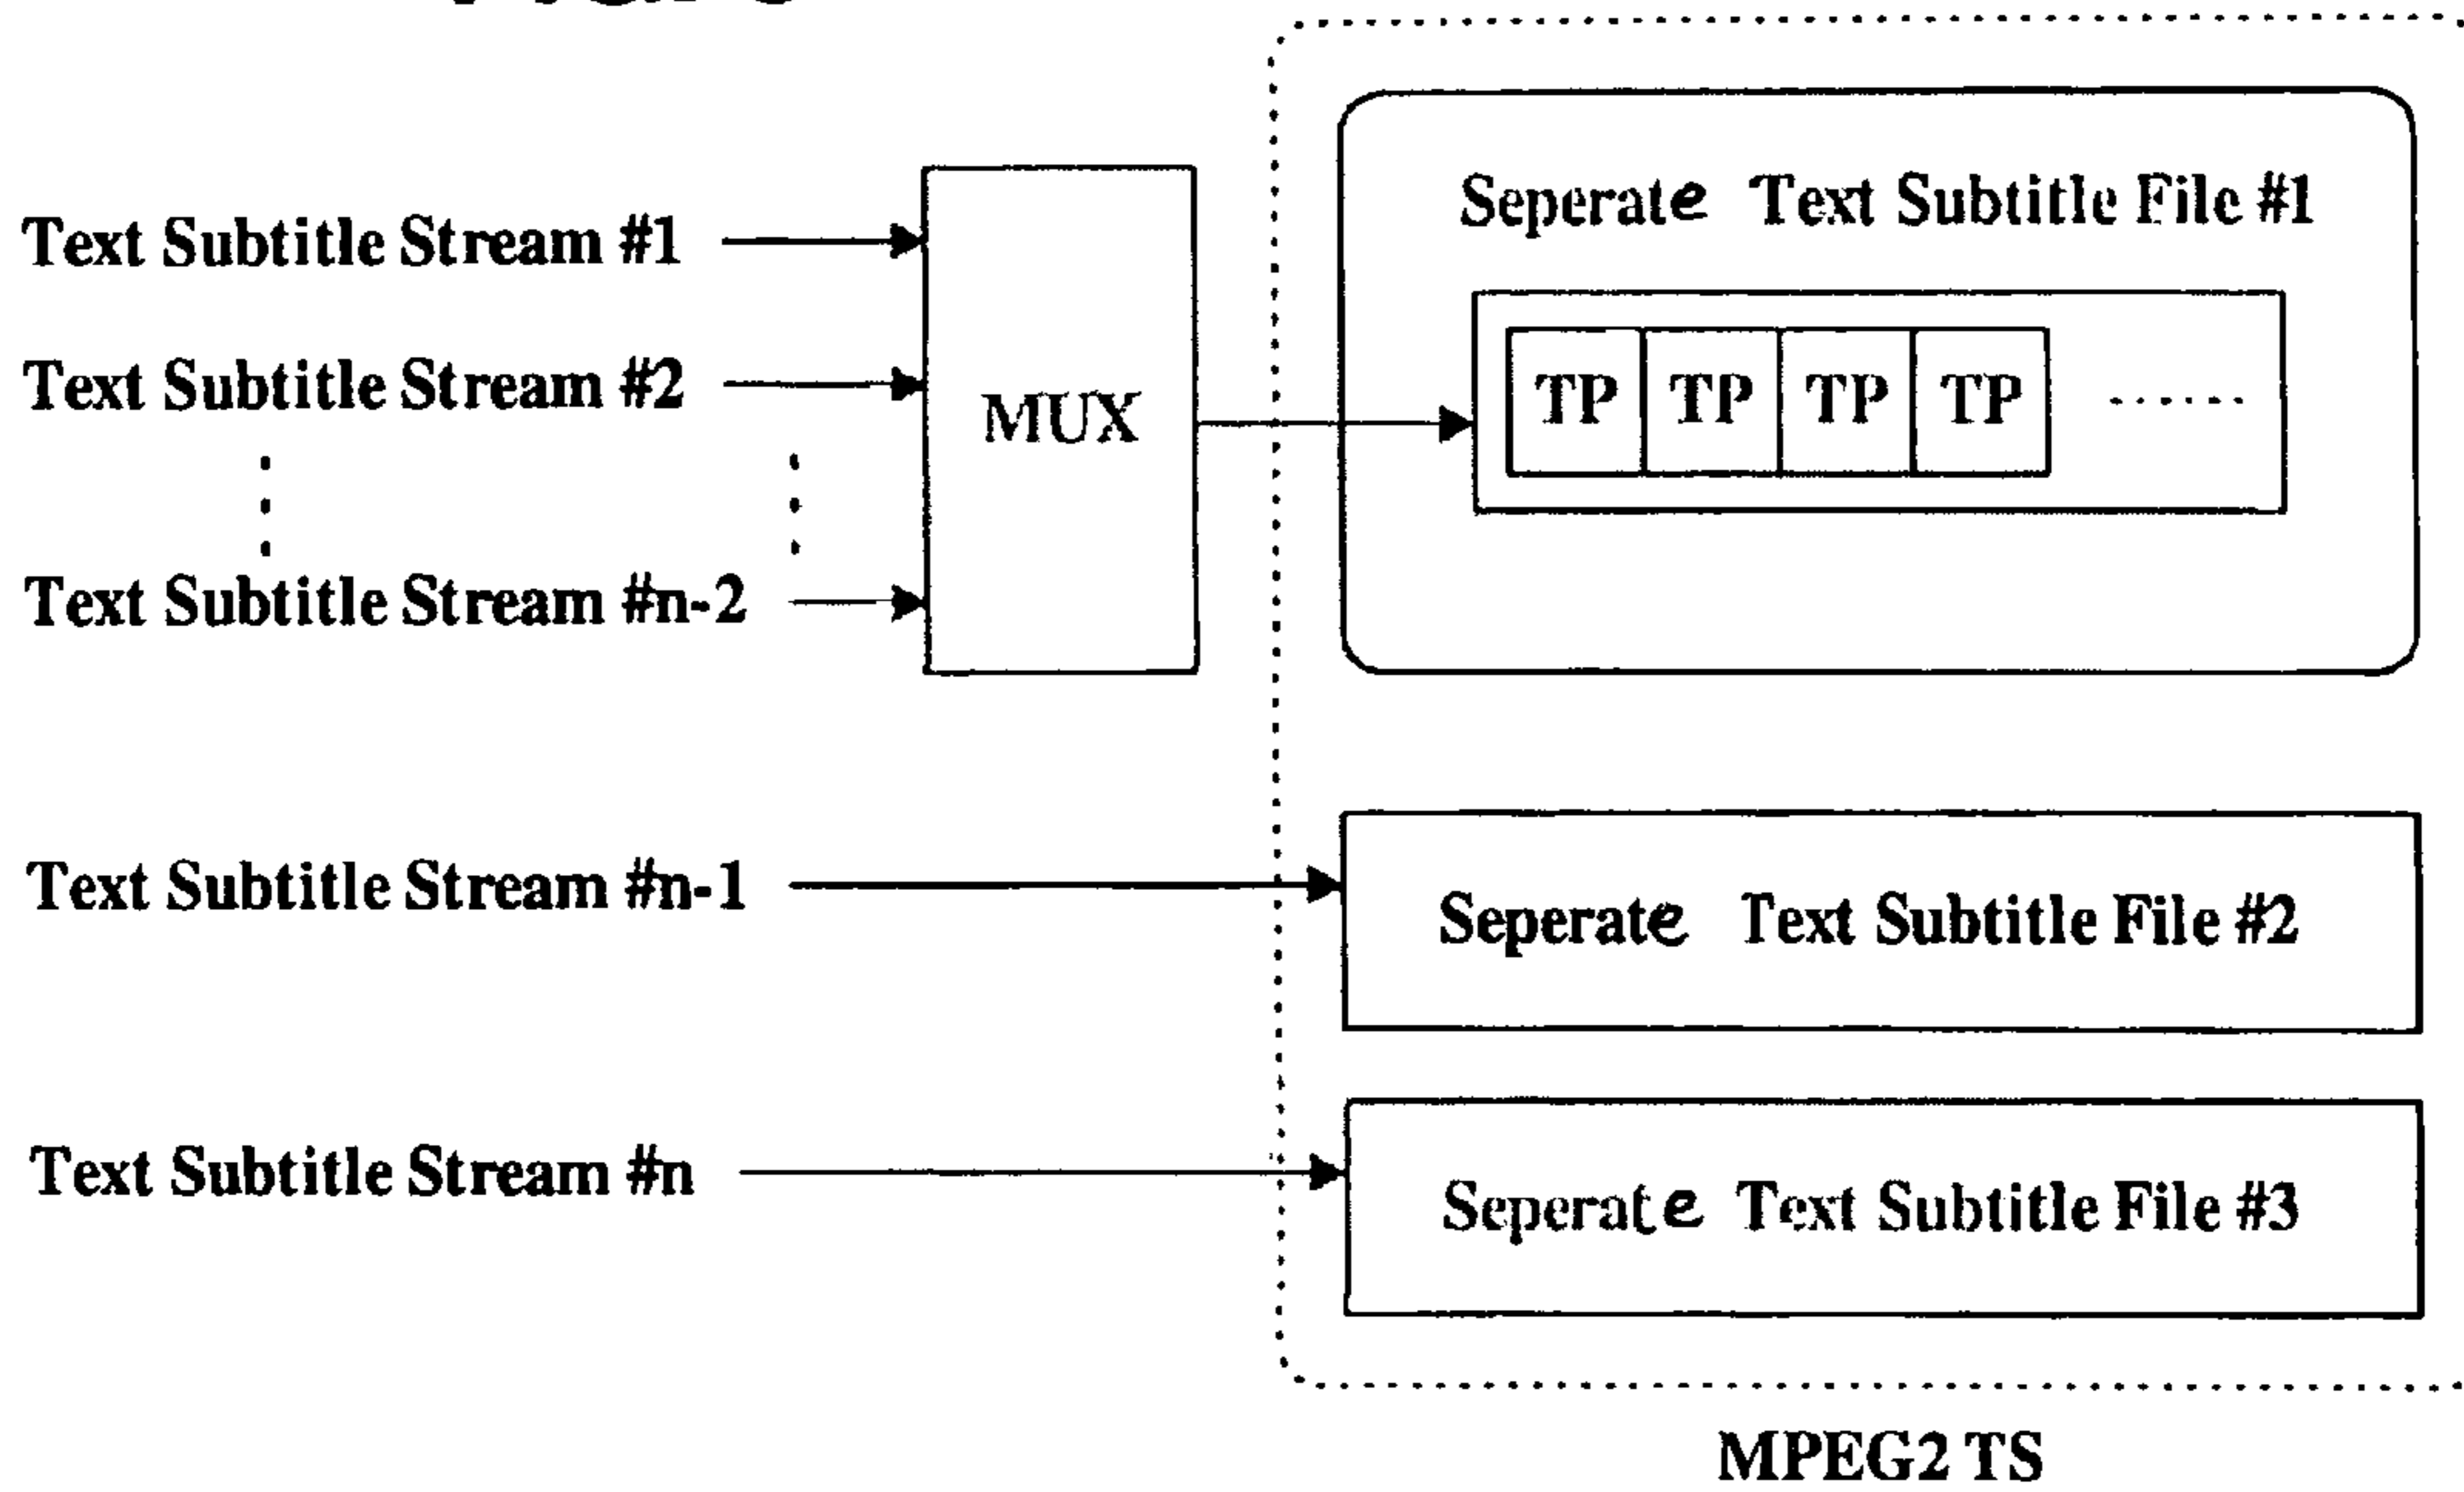 Text Subtitle Stream #1
Text Subtitle Stream #2
Text Subtitle Stream #n-2
MUX
Seperate Text Subtitle File #1
TP TP TP TP ......
Text Subtitle Stream #n-1
Seperate Text Subtitle File #2
Text Subtitle Stream #n
Seperate Text Subtitle File #3
MPEG2 TS